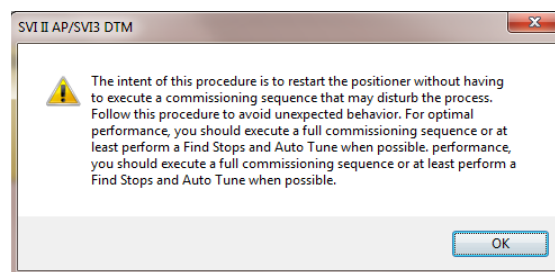 SVI II AP/SVI3 DTM
The intent of this procedure is to restart the positioner without having
to execute a commissioning sequence that may disturb the process.
Follow this procedure to avoid unexpected behavior. For optimal
performance, you should execute a full commissioning sequence or at
least perform a Find Stops and Auto Tune when possible. performance,
you should execute a full commissioning sequence or at least perform a
Find Stops and Auto Tune when possible.
OK